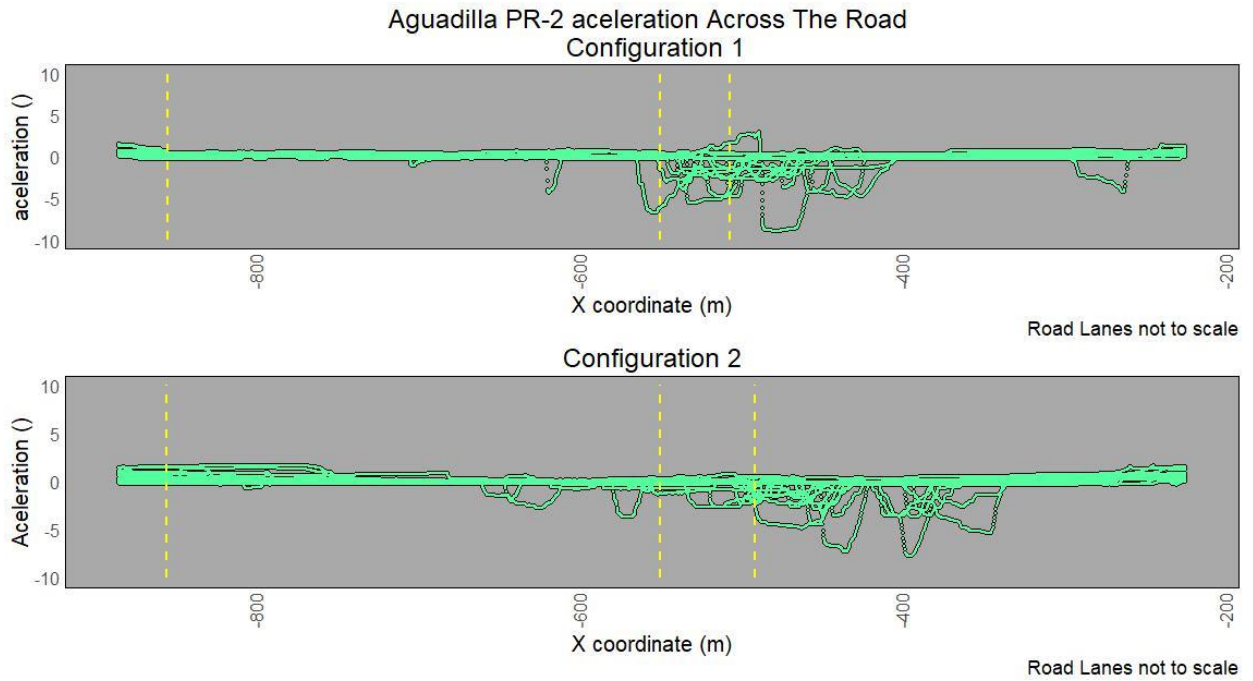 Aguadilla PR-2 aceleration Across The Road
Configuration 1
10
5
0
-5
-10
aceleration ()
-800
-600
-400
-200
X coordinate (m)
Road Lanes not to scale
Configuration 2
10
5
0
-5
-10
Aceleration ()
-800
-600
-400
-200
X coordinate (m)
Road Lanes not to scale